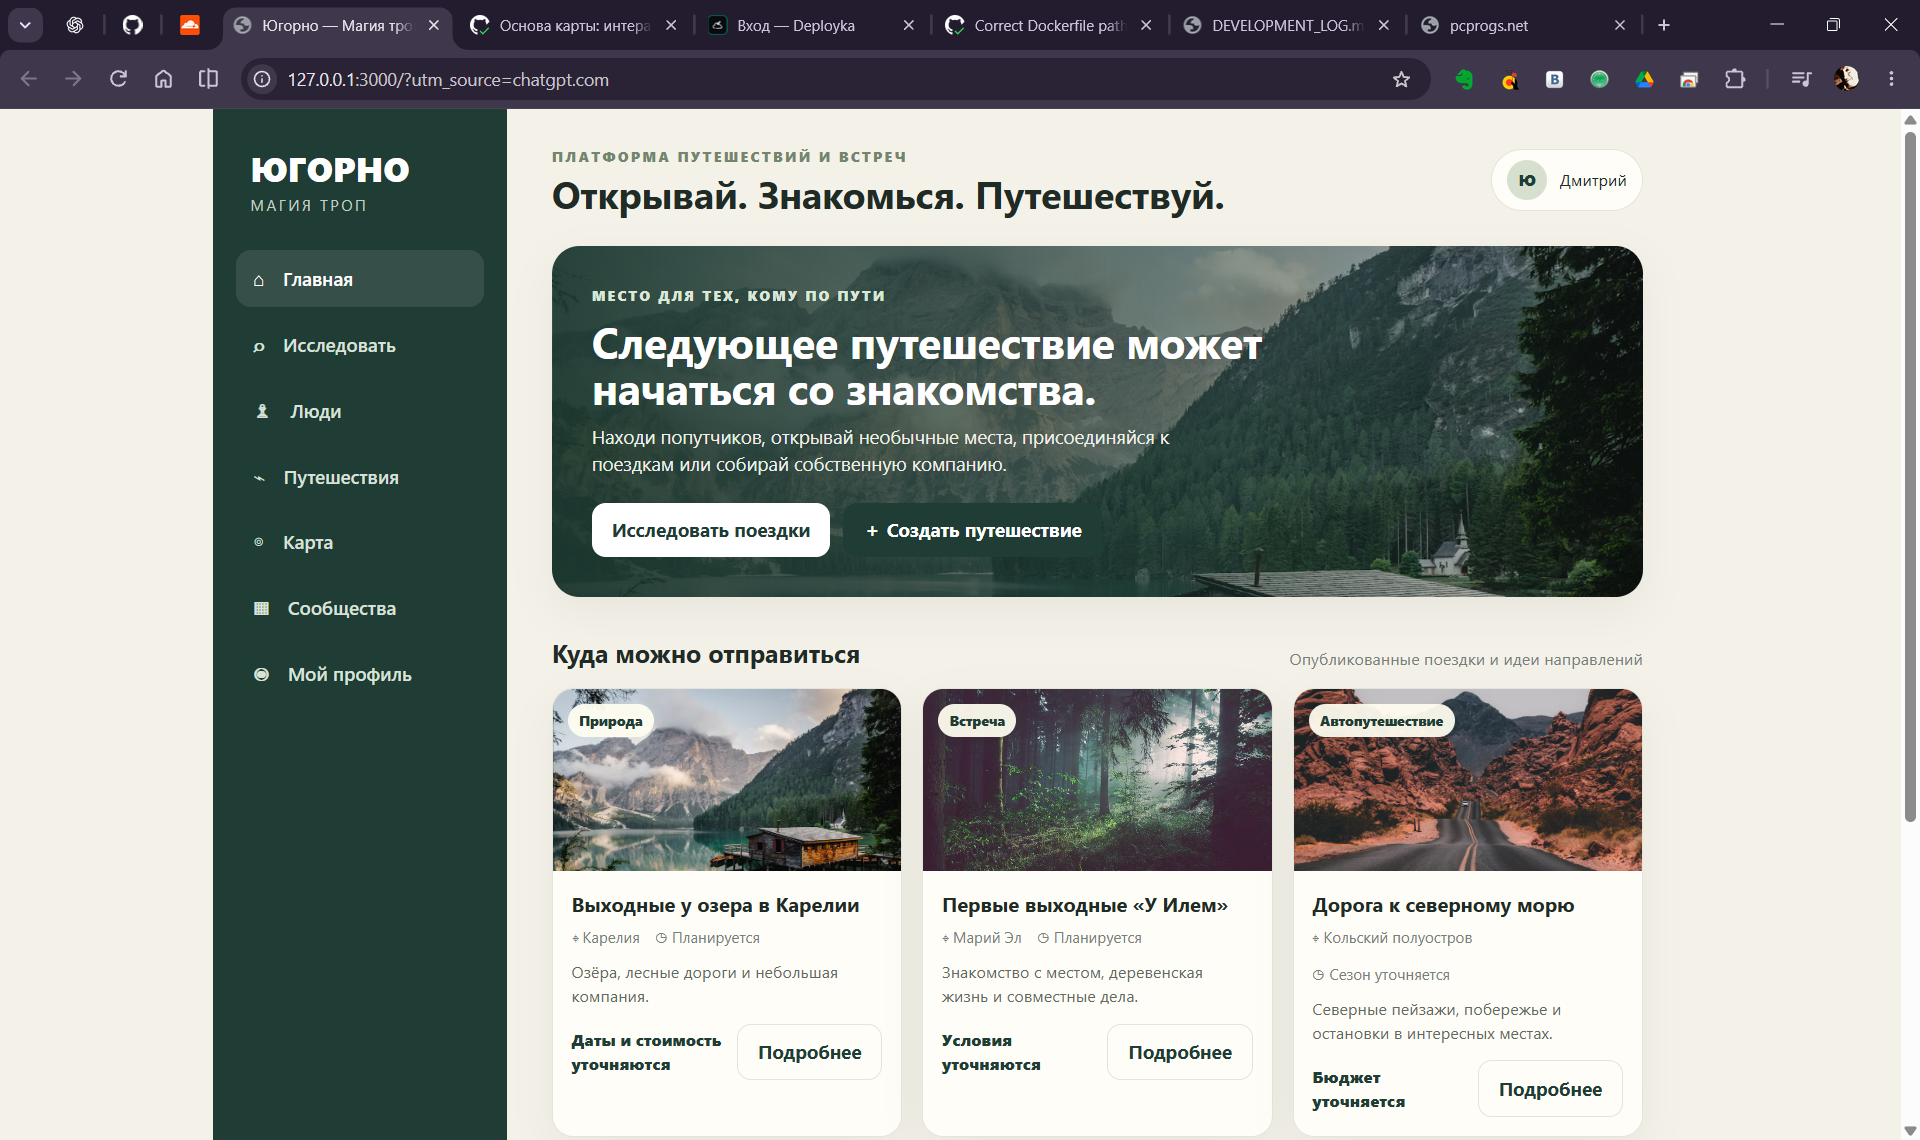 Югорно — Магия тро
Основа карты: интера
Вход — Deployka
Correct Dockerfile path
DEVELOPMENT_LOG.m
pcprogs.net
127.0.0.1:3000/?utm_source=chatgpt.com
ЮГОРНО
МАГИЯ ТРОП
Главная
Исследовать
Люди
Путешествия
Карта
Сообщества
Мой профиль
ПЛАТФОРМА ПУТЕШЕСТВИЙ И ВСТРЕЧ
Открывай. Знакомься. Путешествуй.
Ю Дмитрий
МЕСТО ДЛЯ ТЕХ, КОМУ ПО ПУТИ
Следующее путешествие может
начаться со знакомства.
Находи попутчиков, открывай необычные места, присоединяйся к
поездкам или собирай собственную компанию.
Исследовать поездки
+ Создать путешествие
Куда можно отправиться
Опубликованные поездки и идеи направлений
Природа
Выходные у озера в Карелии
Карелия Планируется
Озёра, лесные дороги и небольшая
компания.
Даты и стоимость
уточняются
Подробнее
Встреча
Первые выходные «У Илем»
Марий Эл Планируется
Знакомство с местом, деревенская
жизнь и совместные дела.
Условия
уточняются
Подробнее
Автопутешествие
Дорога к северному морю
Кольский полуостров
Сезон уточняется
Северные пейзажи, побережье и
остановки в интересных местах.
Бюджет
уточняется
Подробнее